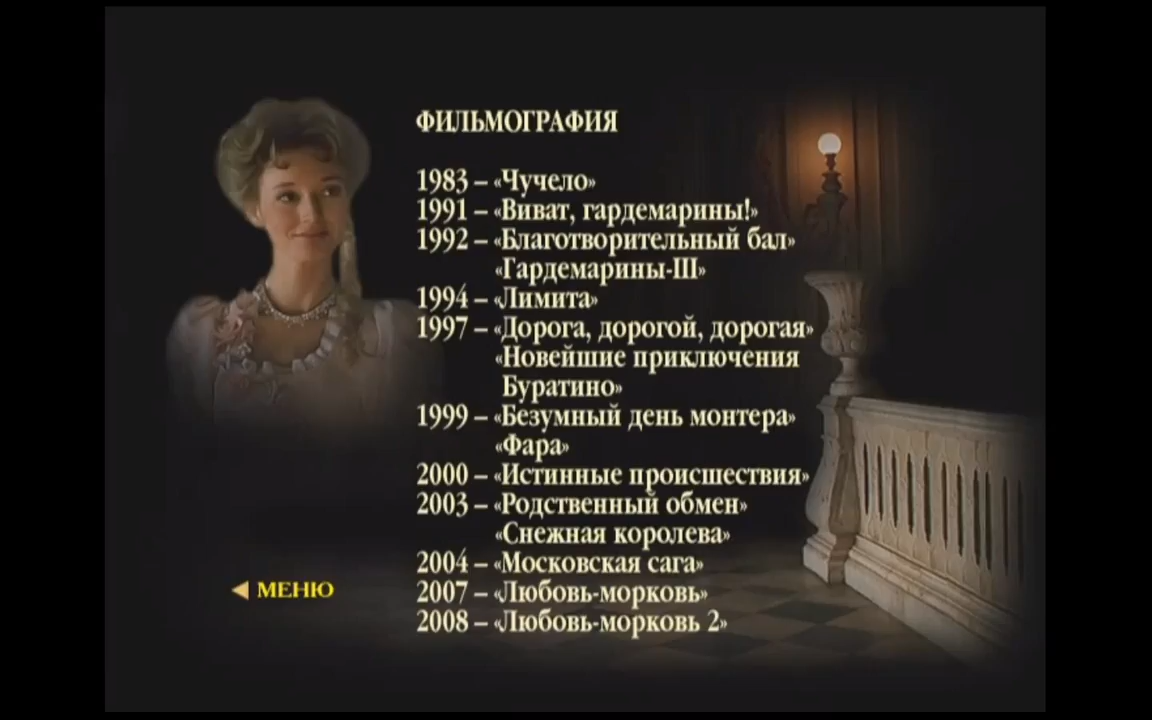 ФИЛЬМОГРАФИЯ
1983 – «Чучело»
1991 – «Виват, гардемарины!»
1992 – «Благотворительный бал»
«Гардемарины-III»
1994 – «Лимита»
1997 – «Дорога, дорогой, дорогая»
«Новейшие приключения
Буратино»
1999 – «Безумный день монтера»
«Фара»
2000 – «Истинные происшествия»
2003 – «Родственный обмен»
«Снежная королева»
2004 – «Московская сага»
2007 – «Любовь-морковь»
2008 – «Любовь-морковь 2»
МЕНЮ